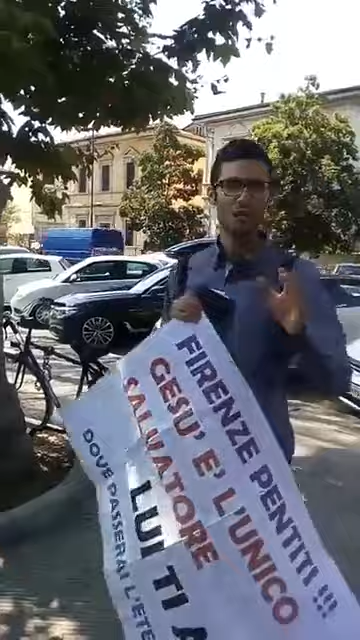 FIRENZE PENTITI !!!
GESU' E' L'UNICO
SALVATORE
LUI TI
DOVE PASSERAI L'ETE